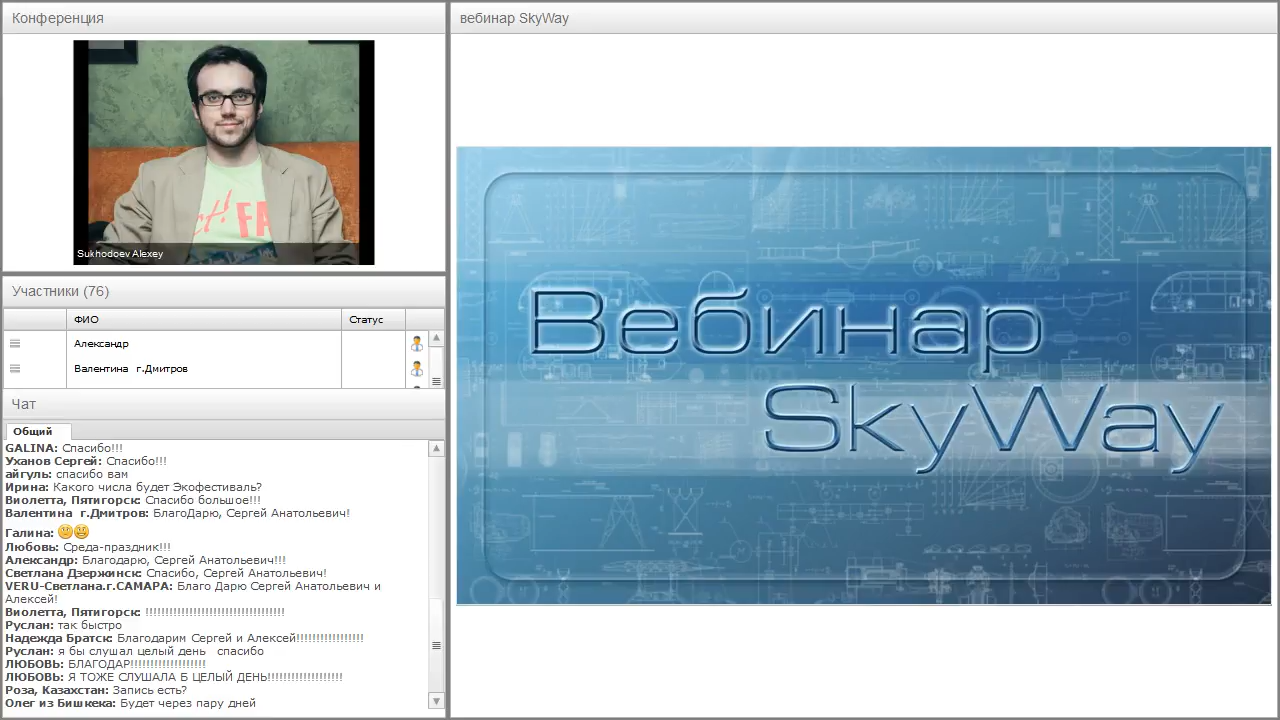 Конференция
Sukhodoev Alexey
Участники (76)
ФИО
Статус
Александр
Валентина г.Дмитров
Чат
Общий
GALINA: Спасибо!!!
Уханов Сергей: Спасибо!!!
айгуль: спасибо вам
Ирина: Какого числа будет Экофестиваль?
Виолетта, Пятигорск: Спасибо большое!!!
Валентина г.Дмитров: БлагоДарю, Сергей Анатольевич!
Галина:
Любовь: Среда-праздник!!!
Александр: Благодарю, Сергей Анатольевич!!!
Светлана Дзержинск: Спасибо, Сергей Анатольевич!
VERU-Светлана.г.САМАРА: Благо Дарю Сергей Анатольевич и
Алексей!
Виолетта, Пятигорск: !!!!!!!!!!!!!!!!!!!!!!!!!!!!!!!!!!!
Руслан: так быстро
Надежда Братск: Благодарим Сергей и Алексей!!!!!!!!!!!!!!!!!
Руслан: я бы слушал целый день спасибо
ЛЮБОВЬ: БЛАГОДАР!!!!!!!!!!!!!!!!!!!
ЛЮБОВЬ: Я ТОЖЕ СЛУШАЛА Б ЦЕЛЫЙ ДЕНЬ!!!!!!!!!!!!!!!!!!!
Роза, Казахстан: Запись есть?
Олег из Бишкека: Будет через пару дней
вебинар SkyWay
Вебинар
SkyWay